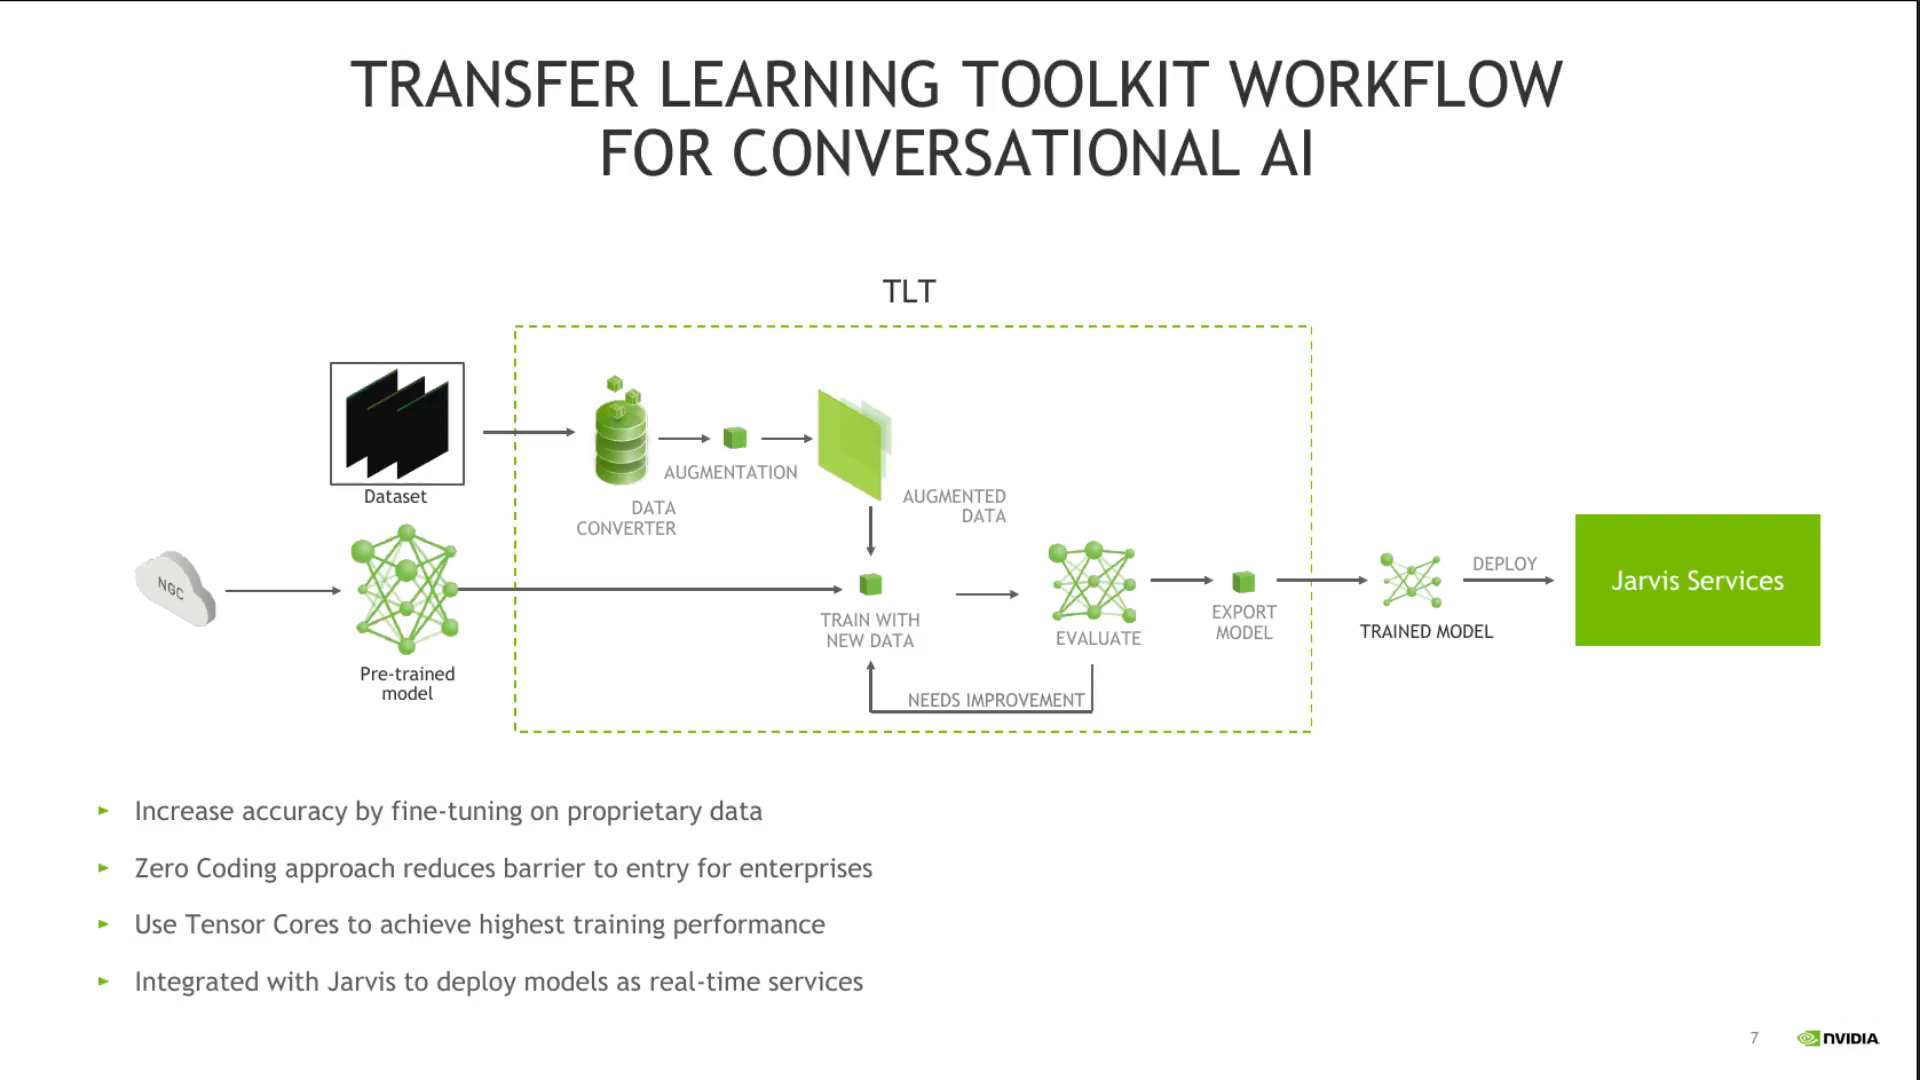 TRANSFER LEARNING TOOLKIT WORKFLOW
FOR CONVERSATIONAL AI
TLT
Dataset
DATA
CONVERTER
AUGMENTATION
AUGMENTED
DATA
NGC
Pre-trained
model
TRAIN WITH
NEW DATA
EVALUATE
NEEDS IMPROVEMENT
EXPORT
MODEL
TRAINED MODEL
DEPLOY
Jarvis Services
► Increase accuracy by fine-tuning on proprietary data
► Zero Coding approach reduces barrier to entry for enterprises
► Use Tensor Cores to achieve highest training performance
► Integrated with Jarvis to deploy models as real-time services
7
NVIDIA